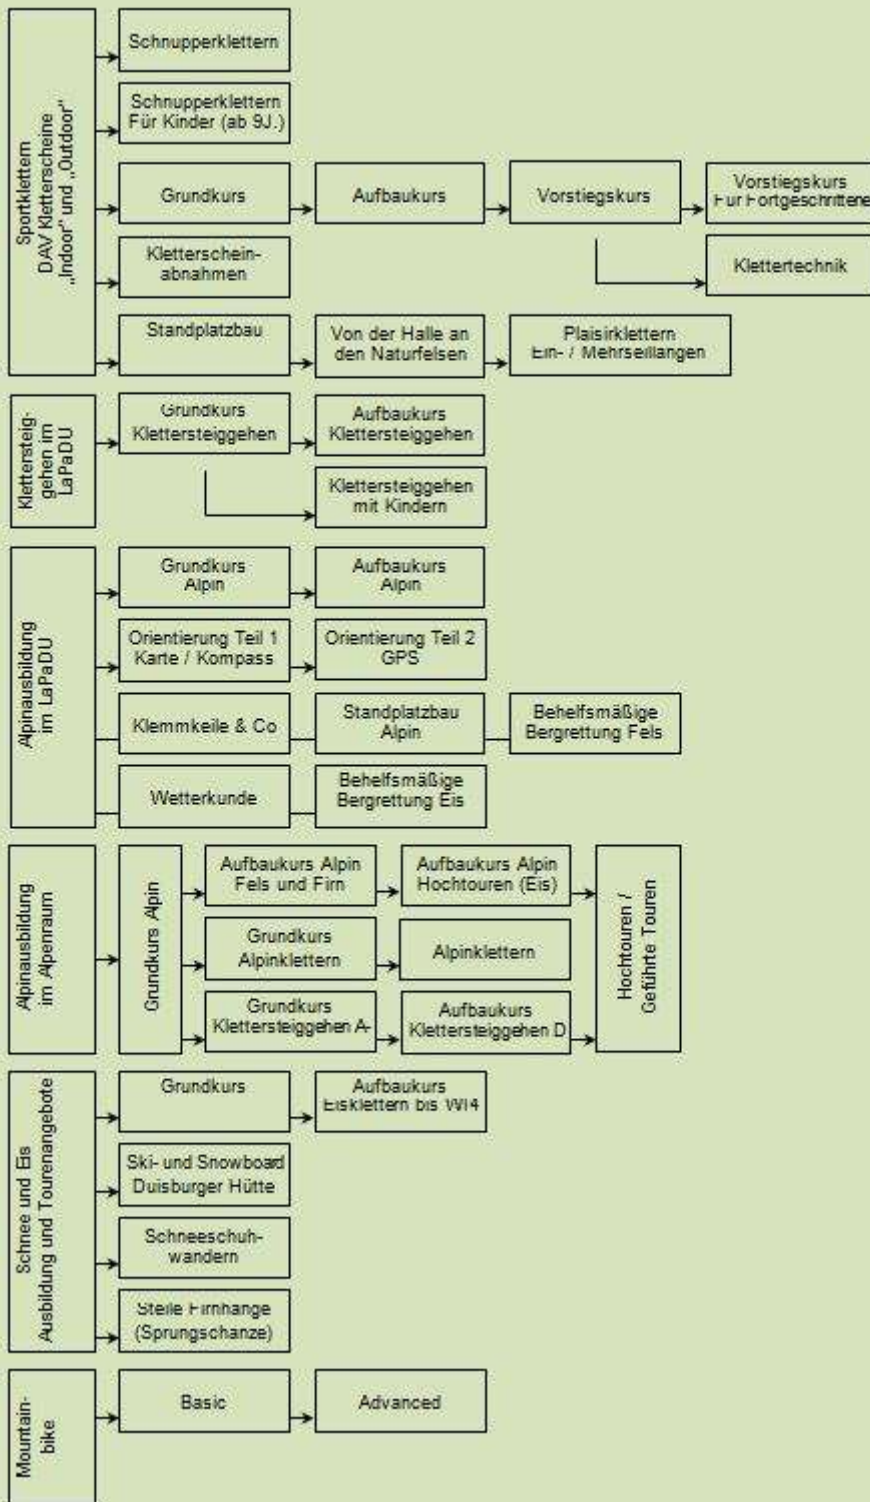 Sportklettern
DAV Kletterscheine
„Indoor" und „Outdoor"
Schnupperklettern
Schnupperklettern
Für Kinder (ab 9J.)
Grundkurs
Aufbaukurs
Vorstiegskurs
Vorstiegskurs
Für Fortgeschrittene
Klettertechnik
Kletterschein-
abnahmen
Standplatzbau
Von der Halle an
den Naturfelsen
Plaisirklettern
Ein- / Mehrseillängen
Klettersteig-
gehen im
LaPaDU
Grundkurs
Klettersteiggehen
Aufbaukurs
Klettersteiggehen
Klettersteiggehen
mit Kindern
Alpinausbildung
im LaPaDU
Grundkurs
Alpin
Aufbaukurs
Alpin
Orientierung Teil 1
Karte / Kompass
Orientierung Teil 2
GPS
Klemmkeile & Co
Standplatzbau
Alpin
Behelfsmäßige
Bergrettung Fels
Wetterkunde
Behelfsmäßige
Bergrettung Eis
Alpinausbildung
im Alpenraum
Grundkurs Alpin
Aufbaukurs Alpin
Fels und Firn
Aufbaukurs Alpin
Hochtouren (Eis)
Grundkurs
Alpinklettern
Alpinklettern
Grundkurs
Klettersteiggehen A-
Aufbaukurs
Klettersteiggehen D
Hochtouren /
Geführte Touren
Schnee und Eis
Ausbildung und Tourenangebote
Grundkurs
Aufbaukurs
Eisklettern bis WI4
Ski- und Snowboard
Duisburger Hütte
Schneeschuh-
wandern
Steile Firnhänge
(Sprungschanze)
Mountain-
bike
Basic
Advanced